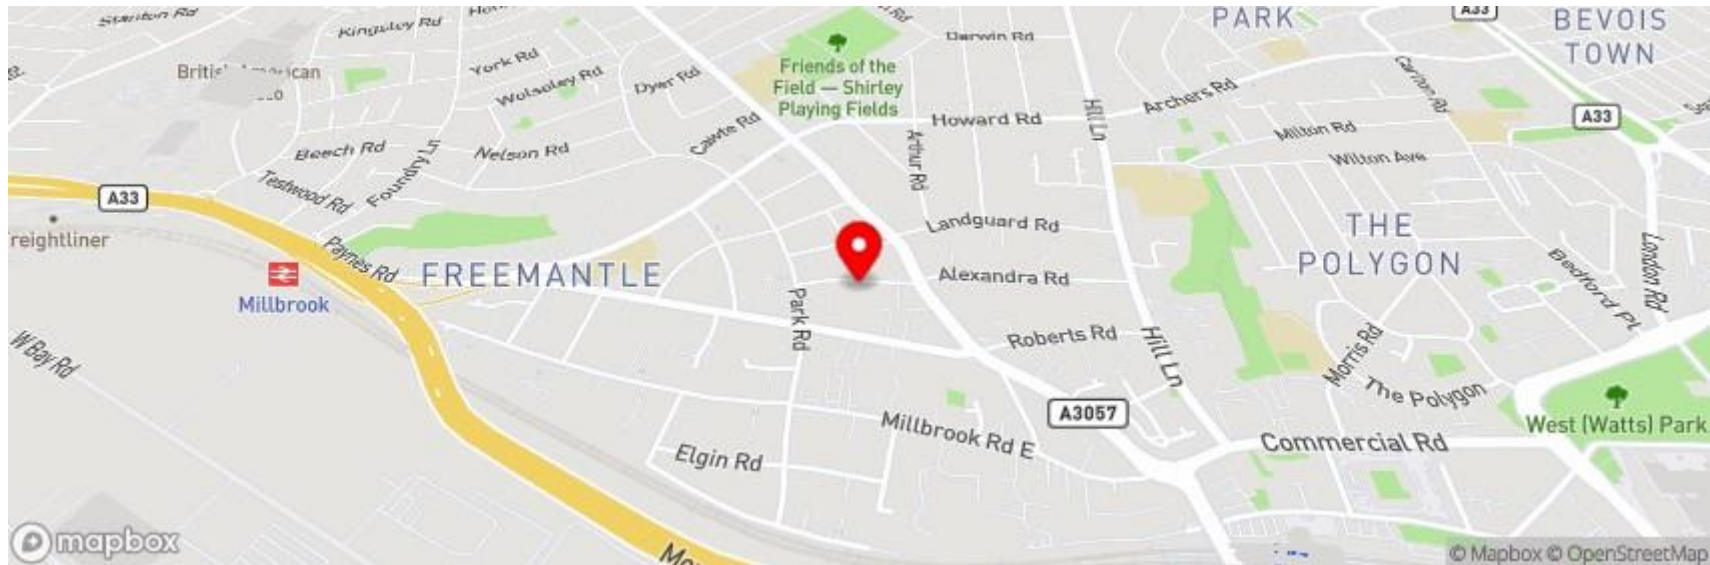 Stanton Rd
Kingsley Rd
Rd
PARK
A33
BEVOIS
TOWN
York Rd
Darwin Rd
Friends of the
Field — Shirley
Playing Fields
Wolseley Rd
Dyer Rd
Archers Rd
Hill Ln
Howard Rd
A33
Cawte Rd
Arthur Rd
Milton Rd
Wilton Ave
Beech Rd
Foundry Ln
Nelson Rd
Testwood Rd
A33
reightliner
Paynes Rd
FREEMANTLE
Millbrook
Landguard Rd
Alexandra Rd
THE
POLYGON
London Rd
Bedford Pl
Park Rd
Roberts Rd
Hill Ln
Morris Rd
The Polygon
W Bay Rd
A3057
Millbrook Rd E
West (Watts) Park
Commercial Rd
Elgin Rd
mapbox
© Mapbox © OpenStreetMap